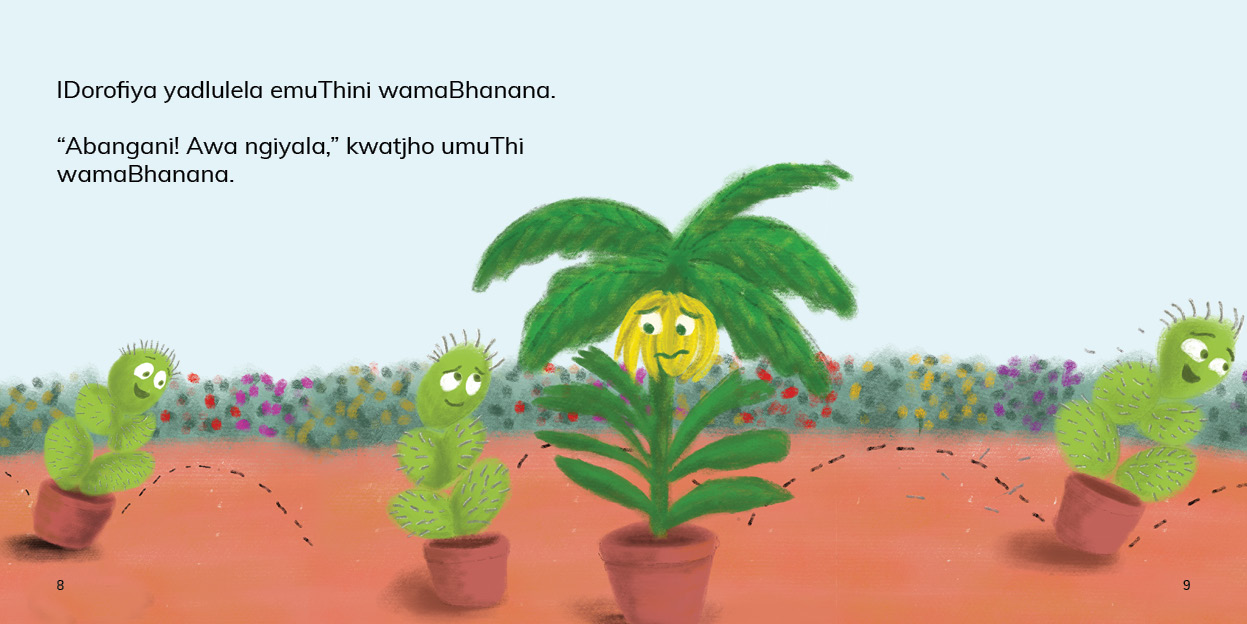 IDorofiya yadlulela emuThini wamaBhanana.
“Abangani! Awa ngiyala,” kwatjho umuThi
wamaBhanana.
8
9